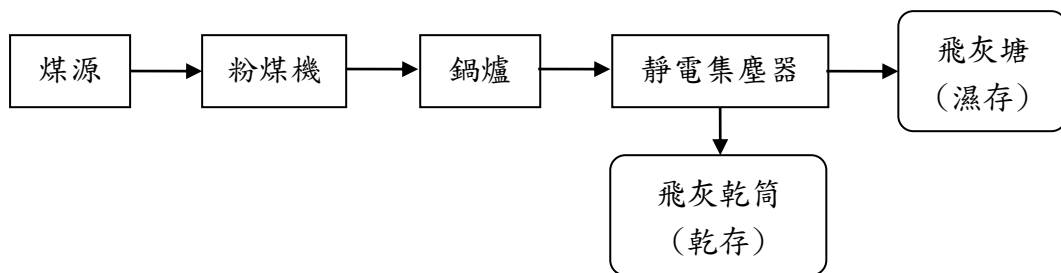 煤源
粉煤機
鍋爐
靜電集塵器
飛灰塘
（濕存）
飛灰乾筒
（乾存）